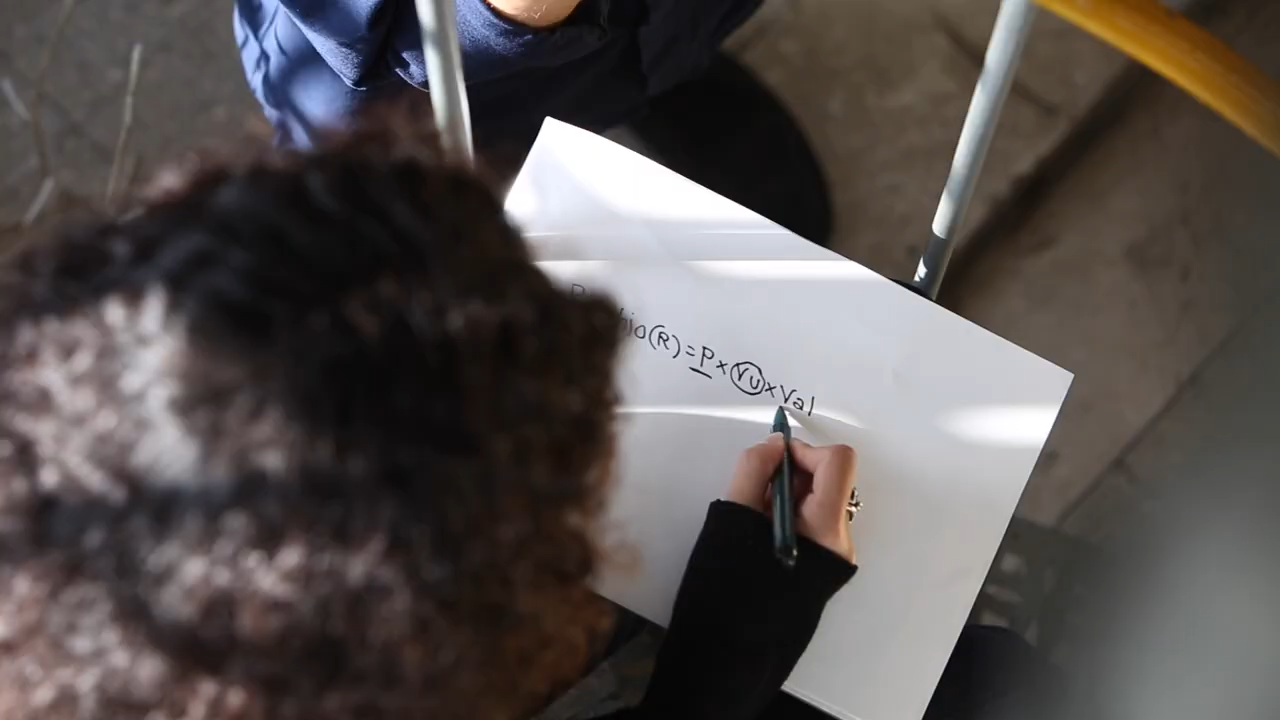 (R) = P x Vu x Val